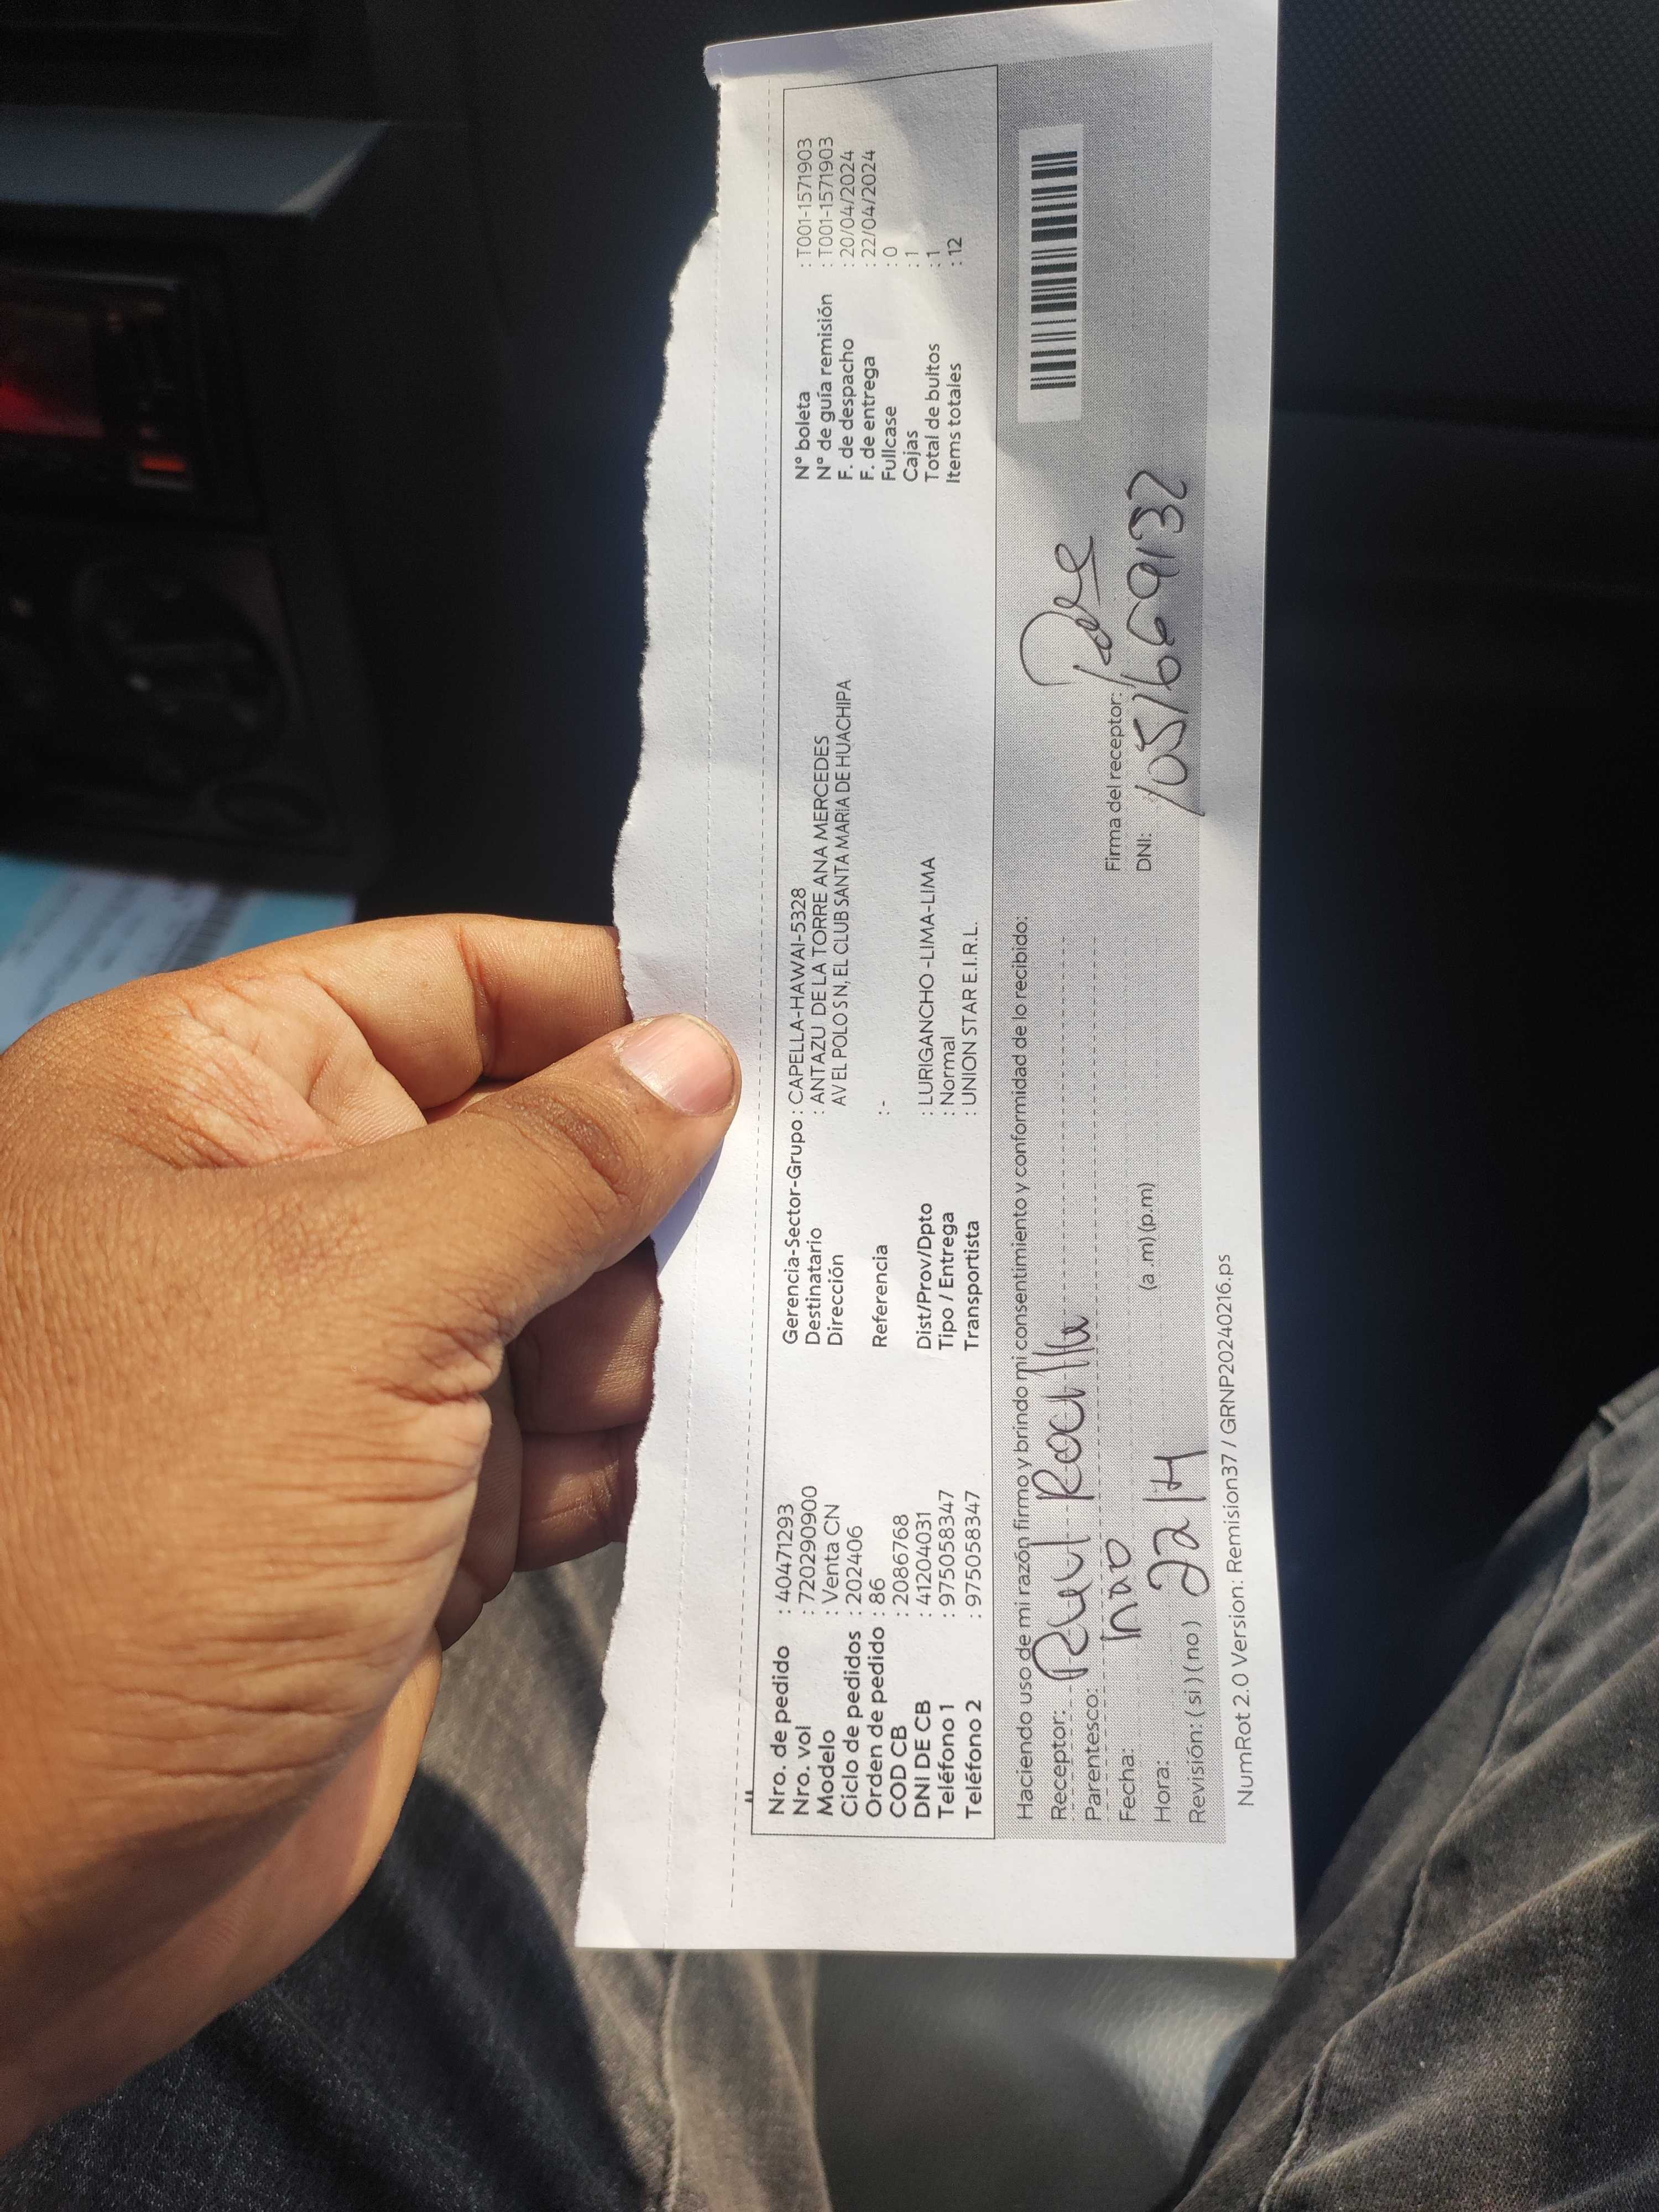 Nro. de pedido : 40471293
Nro. vol : 720290900
Modelo : Venta CN
Ciclo de pedidos : 202406
Orden de pedido : 86
COD CB : 2086768
DNI DE CB : 41204031
Teléfono 1 : 975058347
Teléfono 2 : 975058347
Gerencia-Sector-Grupo : CAPELLA-HAWAI-5328
Destinatario : ANTAZU DE LA TORRE ANA MERCEDES
Dirección AV EL POLO S N, EL CLUB SANTA MARIA DE HUACHIPA
Referencia :-
Dist/Prov/Dpto : LURIGANCHO -LIMA-LIMA
Tipo / Entrega : Normal
Transportista : UNION STAR E.I.R.L.
N° boleta : T001-1571903
N° de guía remisión : T001-1571903
F. de despacho : 20/04/2024
F. de entrega : 22/04/2024
Fullcase : 0
Cajas : 1
Total de bultos : 1
Items totales : 12
Haciendo uso de mi razón firmo y brindo mi consentimiento y conformidad de lo recibido:
Receptor:
Parentesco:
Fecha:
Hora: (a .m) (p.m)
Revisión: ( si ) ( no )
Firma del receptor:
DNI:
NumRot 2.0 Version: Remision37 / GRNP20240216.ps